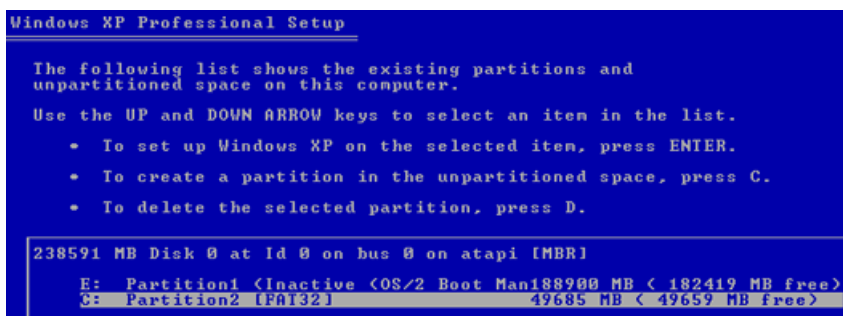 Windows XP Professional Setup
The following list shows the existing partitions and
unpartitioned space on this computer.
Use the UP and DOWN ARROW keys to select an item in the list.
• To set up Windows XP on the selected item, press ENTER.
• To create a partition in the unpartitioned space, press C.
• To delete the selected partition, press D.
238591 MB Disk 0 at Id 0 on bus 0 on atapi [MBR]
E: Partition1 (Inactive (OS/2 Boot Man188900 MB ( 182419 MB free)
C: Partition2 [FAT32] 49685 MB ( 49659 MB free)